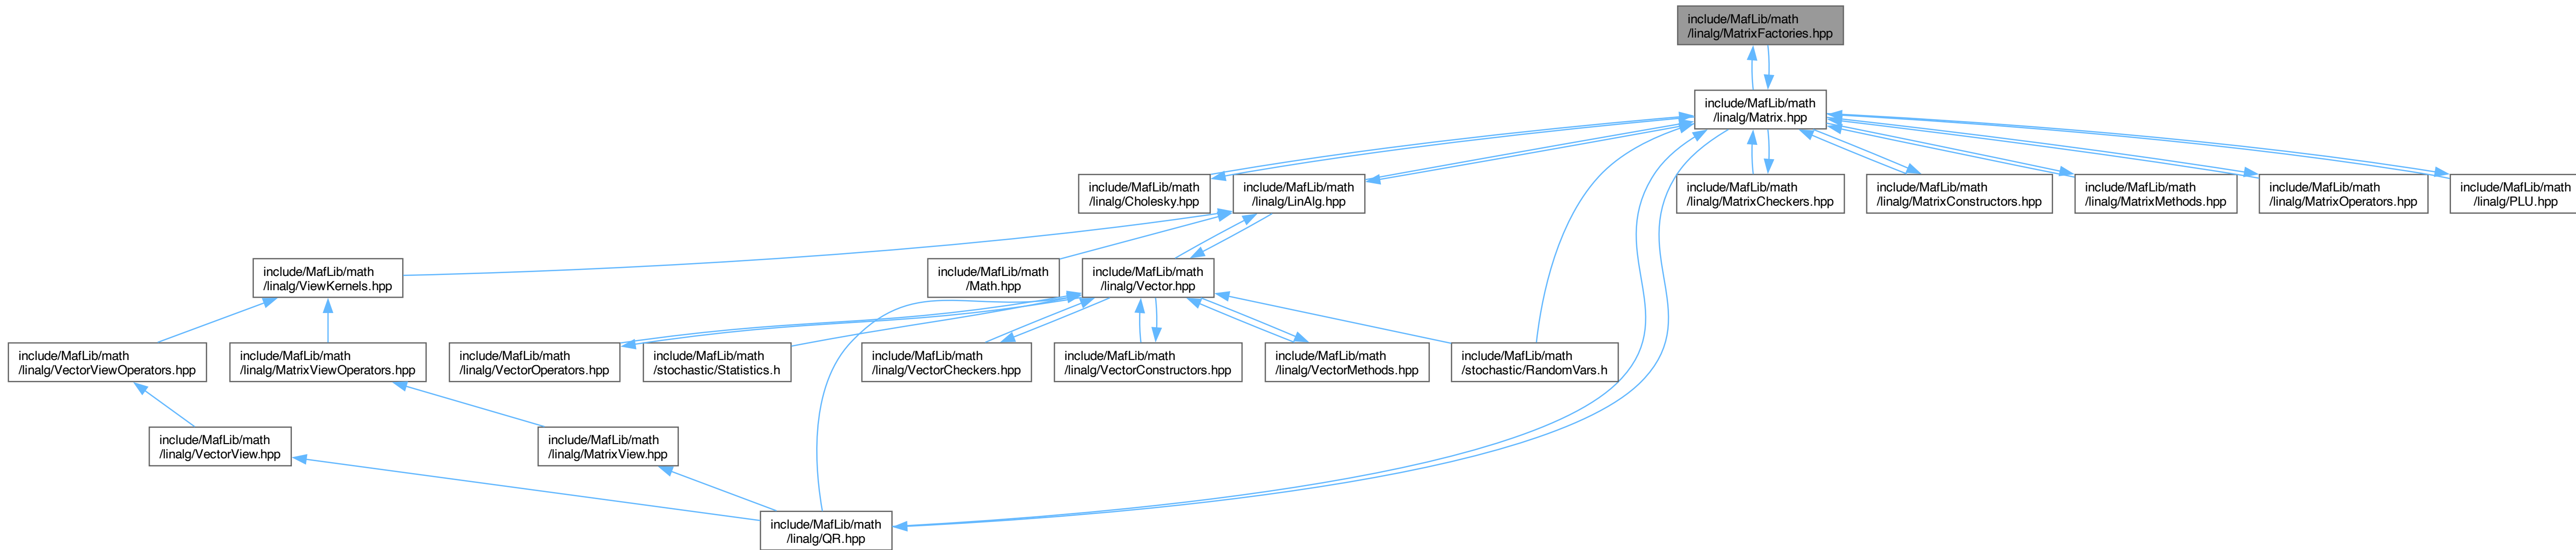 include/MafLib/math
/linalg/MatrixFactories.hpp
include/MafLib/math
/linalg/Matrix.hpp
include/MafLib/math
/linalg/Cholesky.hpp
include/MafLib/math
/linalg/LinAlg.hpp
include/MafLib/math
/linalg/MatrixCheckers.hpp
include/MafLib/math
/linalg/MatrixConstructors.hpp
include/MafLib/math
/linalg/MatrixMethods.hpp
include/MafLib/math
/linalg/MatrixOperators.hpp
include/MafLib/math
/linalg/PLU.hpp
include/MafLib/math
/linalg/ViewKernels.hpp
include/MafLib/math
/Math.hpp
include/MafLib/math
/linalg/Vector.hpp
include/MafLib/math
/linalg/VectorViewOperators.hpp
include/MafLib/math
/linalg/MatrixViewOperators.hpp
include/MafLib/math
/linalg/VectorOperators.hpp
include/MafLib/math
/stochastic/Statistics.h
include/MafLib/math
/linalg/VectorCheckers.hpp
include/MafLib/math
/linalg/VectorConstructors.hpp
include/MafLib/math
/linalg/VectorMethods.hpp
include/MafLib/math
/stochastic/RandomVars.h
include/MafLib/math
/linalg/VectorView.hpp
include/MafLib/math
/linalg/MatrixView.hpp
include/MafLib/math
/linalg/QR.hpp